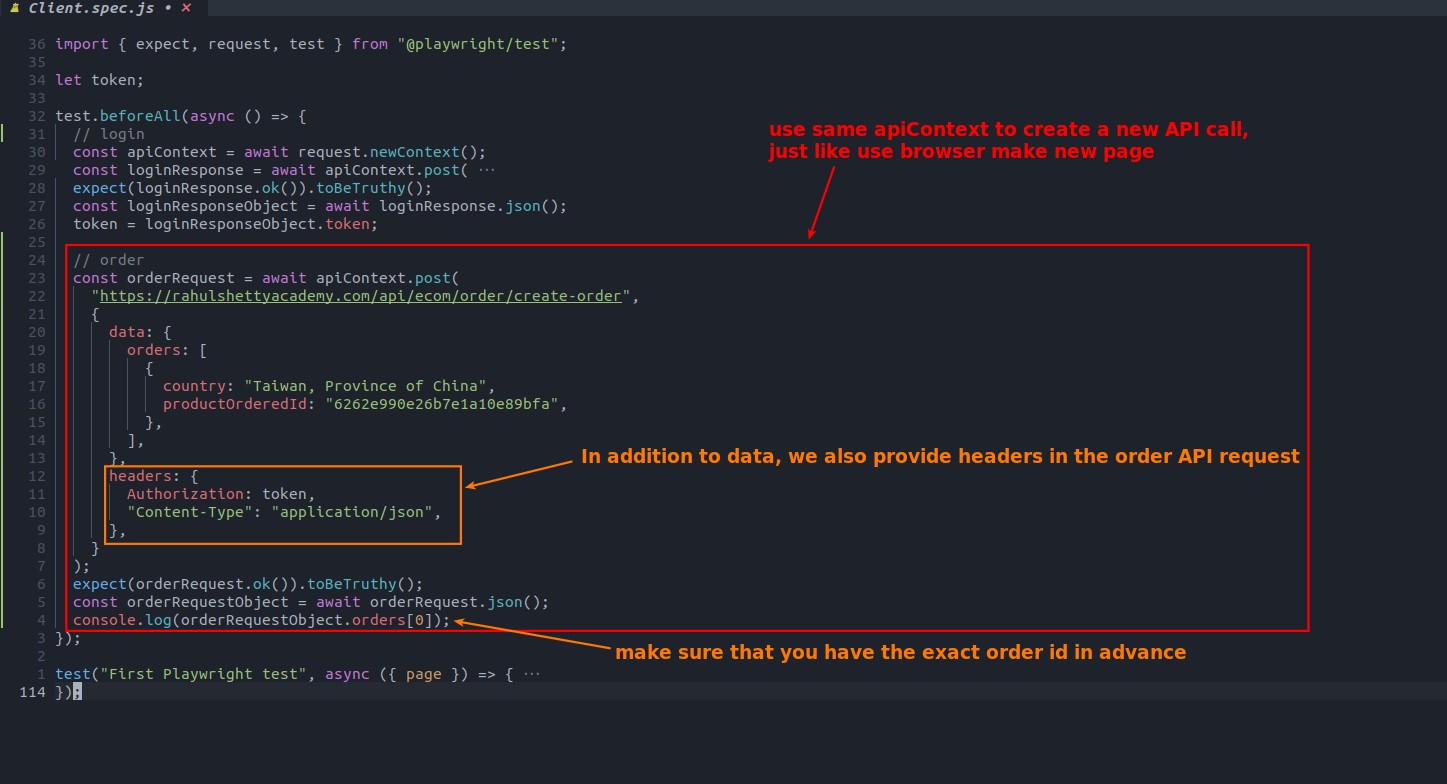 Client.spec.js • ✕
36 import { expect, request, test } from "@playwright/test";
35
34 let token;
33
32 test.beforeAll(async () => {
31 // login
30 const apiContext = await request.newContext();
29 const loginResponse = await apiContext.post( ···
28 expect(loginResponse.ok()).toBeTruthy();
27 const loginResponseObject = await loginResponse.json();
26 token = loginResponseObject.token;
use same apiContext to create a new API call,
just like use browser make new page
25
24 // order
23 const orderRequest = await apiContext.post(
22 "https://rahulshettyacademy.com/api/ecom/order/create-order",
21 {
20 data: {
19 orders: [
18 {
17 country: "Taiwan, Province of China",
16 productOrderedId: "6262e990e26b7e1a10e89bfa",
15 },
14 ],
13 },
12 headers: {
11 Authorization: token,
10 "Content-Type": "application/json",
9 },
In addition to data, we also provide headers in the order API request
8 }
7 );
6 expect(orderRequest.ok()).toBeTruthy();
5 const orderRequestObject = await orderRequest.json();
4 console.log(orderRequestObject.orders[0]);
make sure that you have the exact order id in advance
3 });
2
1 test("First Playwright test", async ({ page }) => { ···
114 });